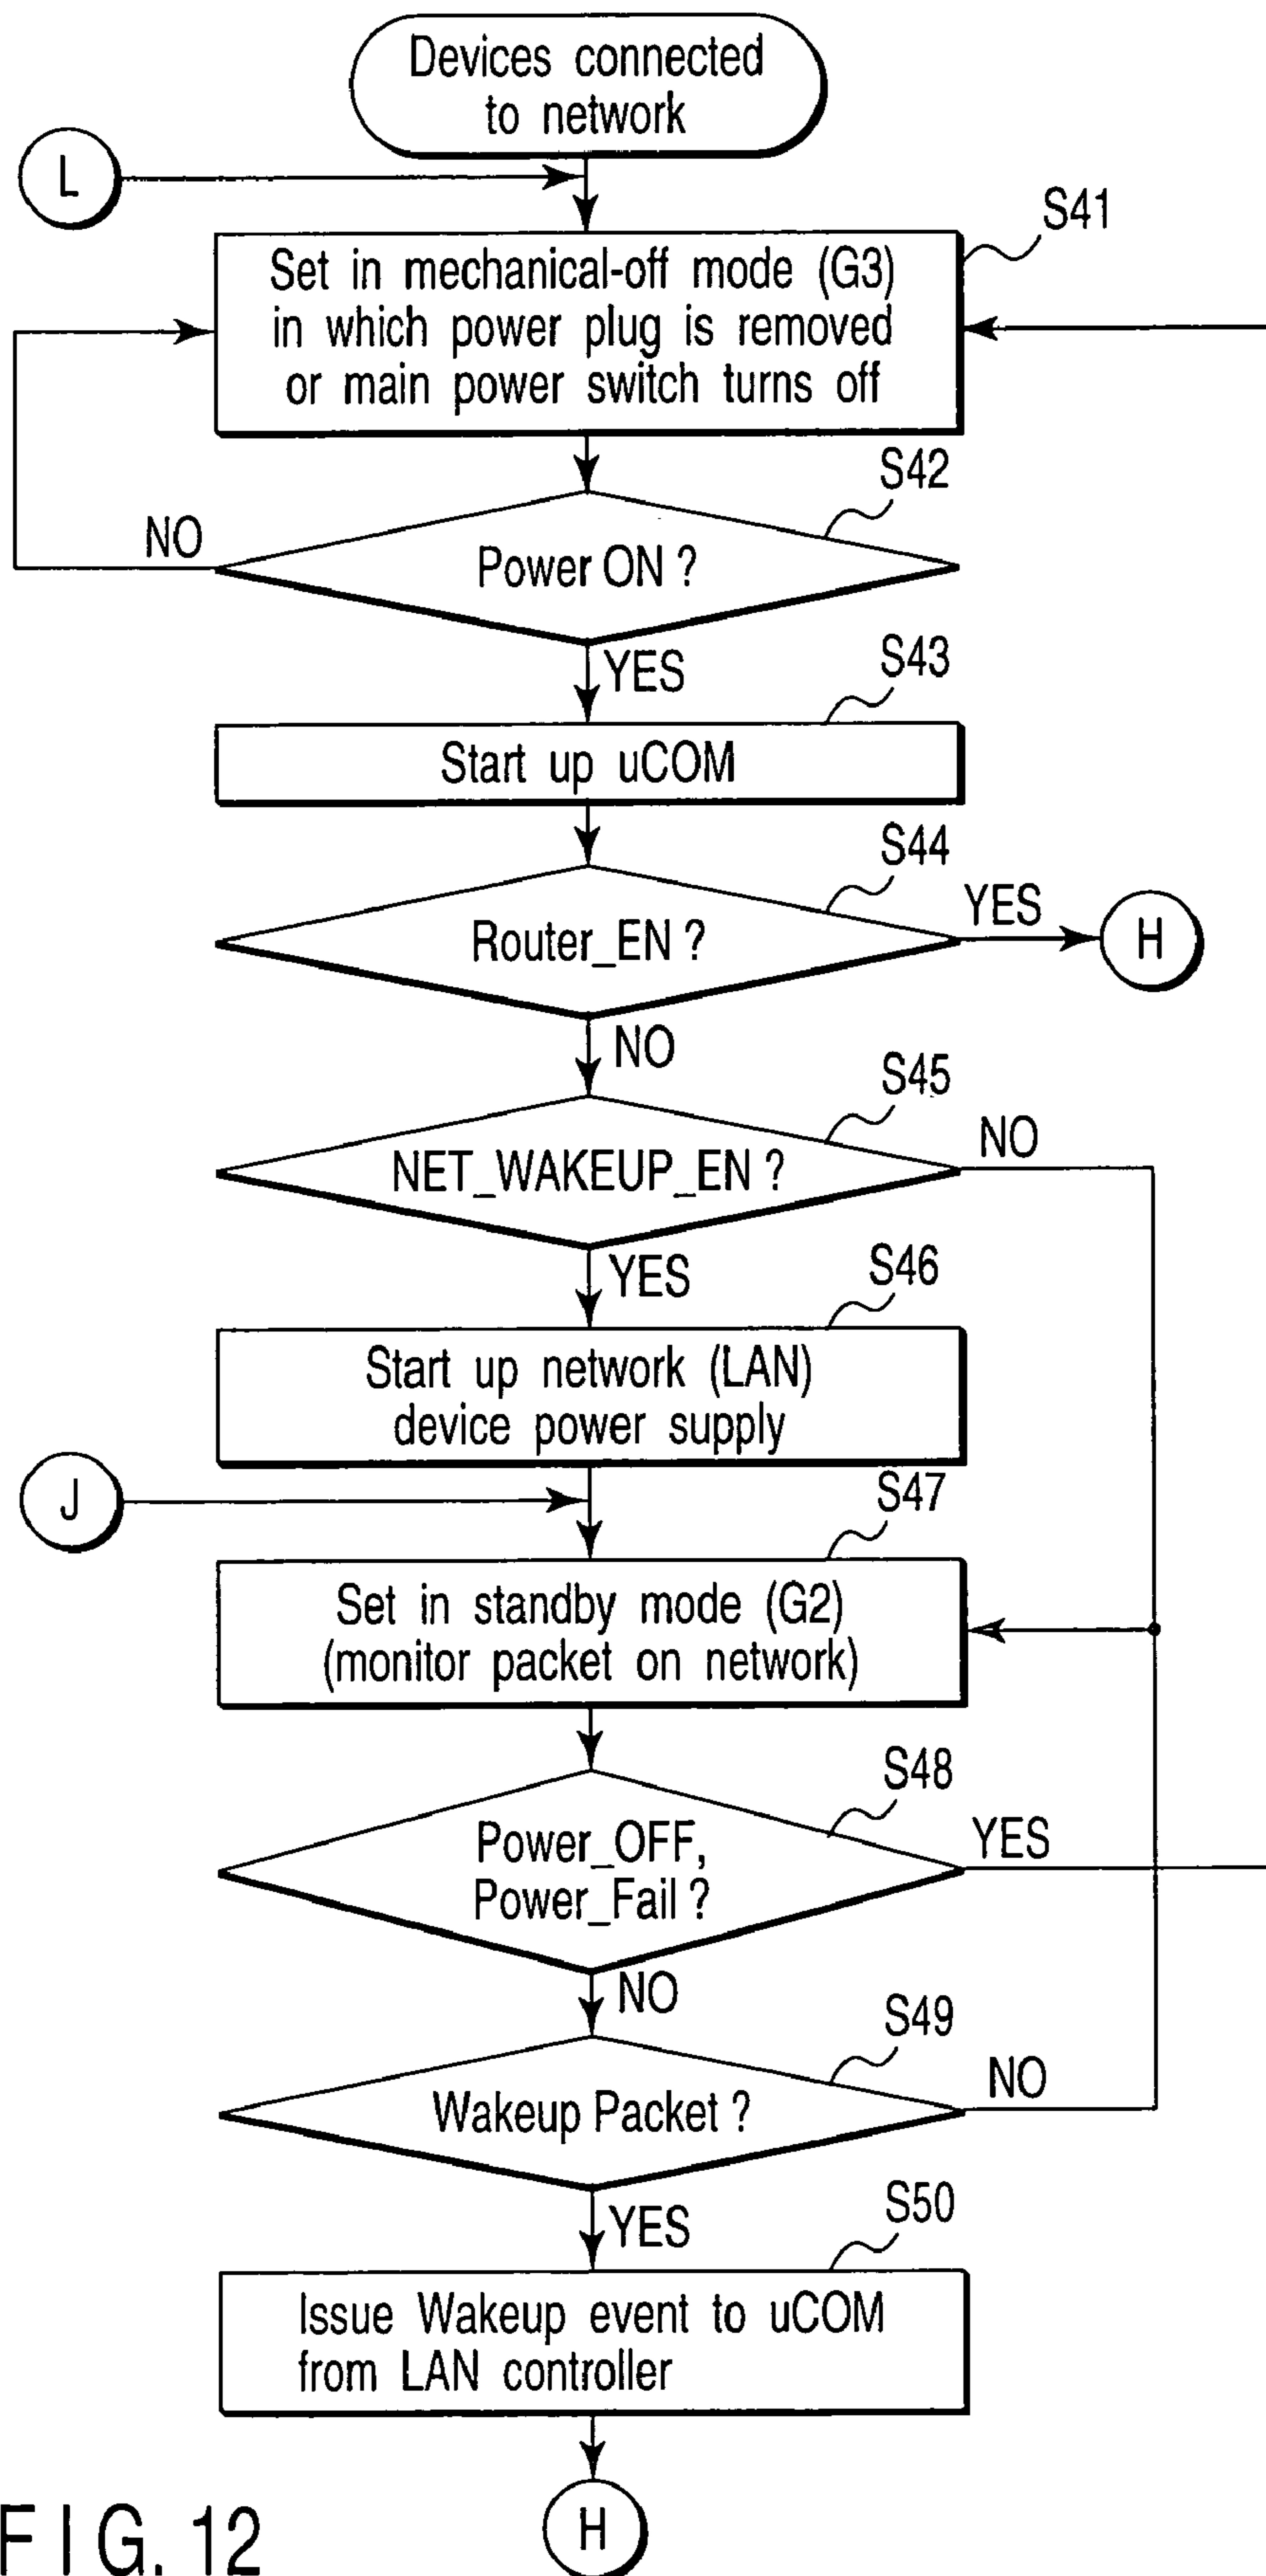 Devices connected
to network
L
S41
Set in mechanical-off mode (G3)
in which power plug is removed
or main power switch turns off
S42
NO
Power ON ?
YES
S43
Start up uCOM
S44
Router_EN ?
YES
H
NO
S45
NET_WAKEUP_EN ?
NO
YES
S46
Start up network (LAN)
device power supply
J
S47
Set in standby mode (G2)
(monitor packet on network)
S48
Power_OFF,
Power_Fail ?
YES
NO
S49
Wakeup Packet ?
NO
YES
S50
Issue Wakeup event to uCOM
from LAN controller
H
FIG. 12